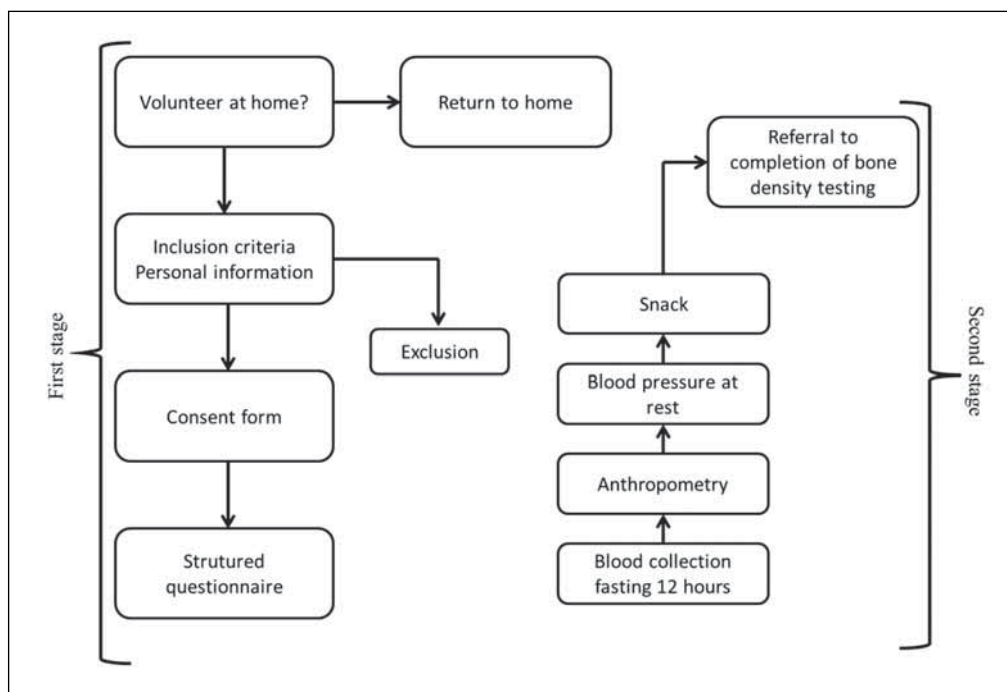 First stage
Volunteer at home?
Return to home
Inclusion criteria
Personal information
Exclusion
Consent form
Strutured
questionnaire
Referral to
completion of bone
density testing
Snack
Blood pressure at
rest
Anthropometry
Blood collection
fasting 12 hours
Second stage